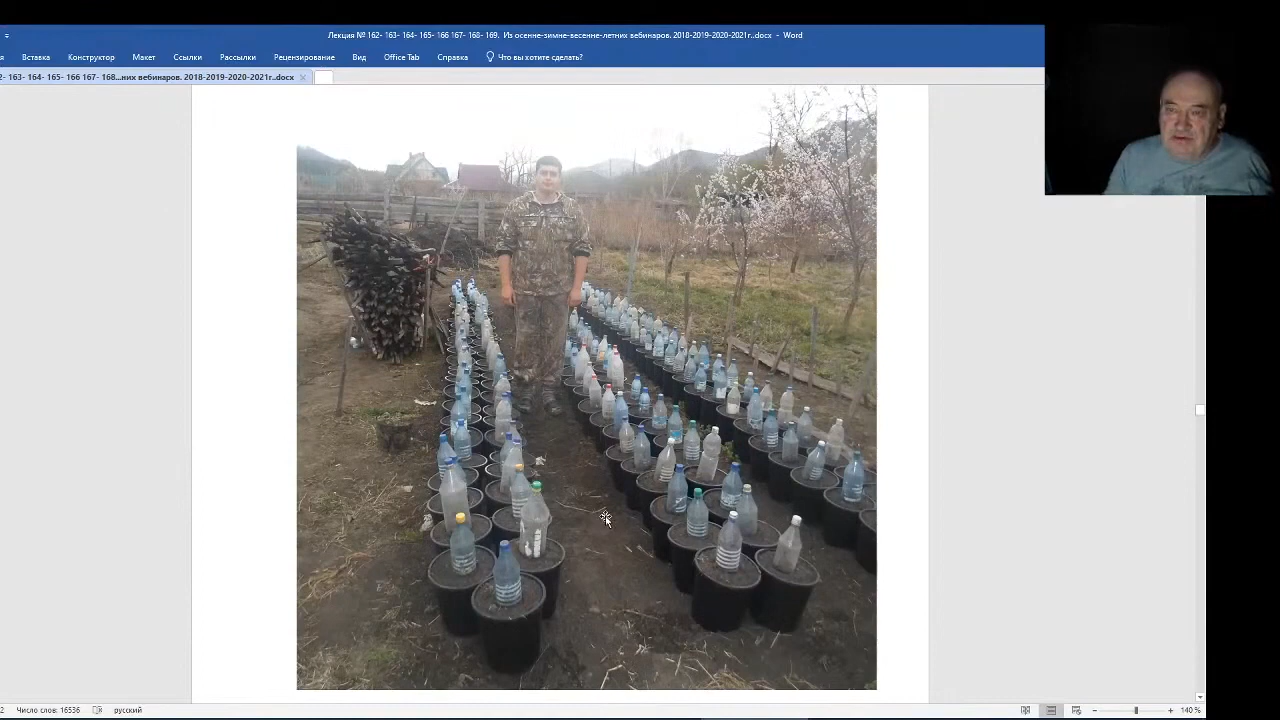 Лекция № 162- 163- 164- 165- 166 167- 168- 169. Из осенне-зимне-весенне-летних вебинаров. 2018-2019-2020-2021г..docx - Word
Вставка Конструктор Макет Ссылки Рассылки Рецензирование Вид Office Tab Справка Что вы хотите сделать?
2- 163- 164- 165- 166 167- 168...них вебинаров. 2018-2019-2020-2021г..docx
2 Число слов: 16536 русский 140 %